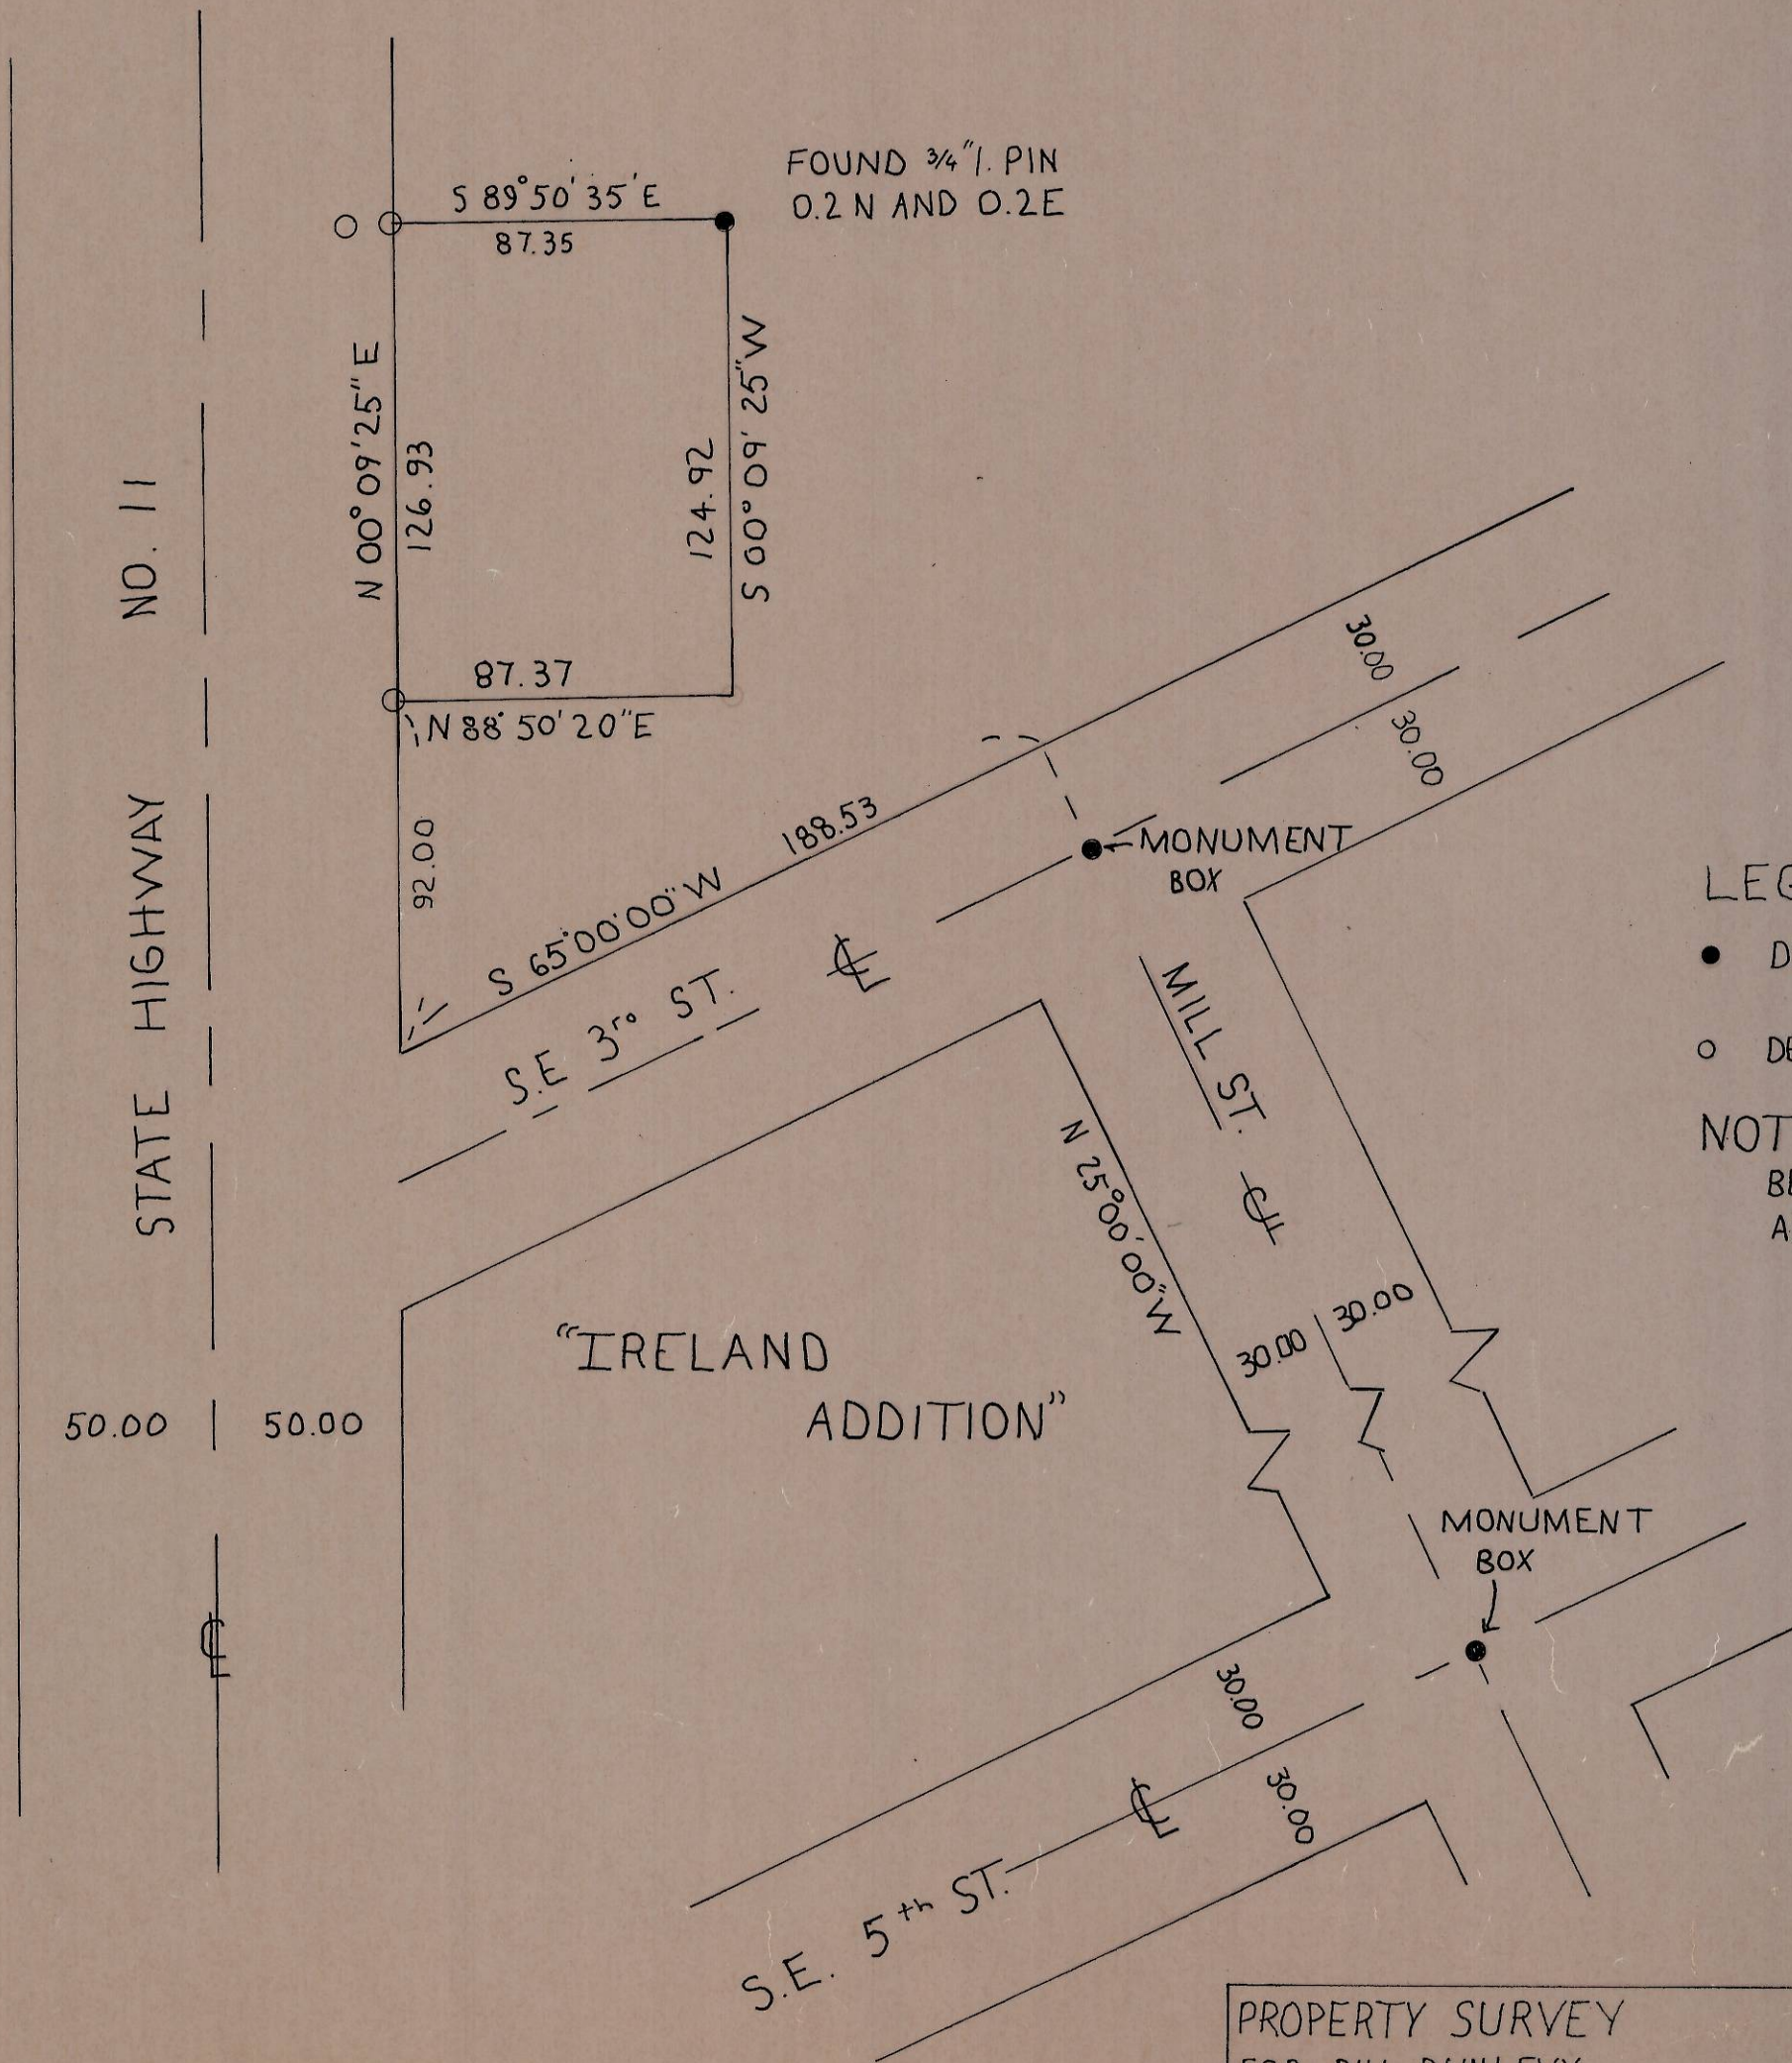 FOUND 3/4" I. PIN
0.2 N AND 0.2E
S 89°50'35'E
87.35
N 00°09'25"E
126.93
124.92
S 00°09'25"W
87.37
N 88°50'20"E
92.00
S 65°00'00"W
188.53
STATE HIGHWAY NO. 11
30.00
30.00
MONUMENT
BOX
S.E 3rd ST.
℄
MILL ST.
℄
N 25°00'00"W
30.00
30.00
"IRELAND
ADDITION"
50.00
50.00
℄
MONUMENT
BOX
30.00
30.00
℄
S.E. 5th ST.
LEG
D
DE
NOT
A
PROPERTY SURVEY